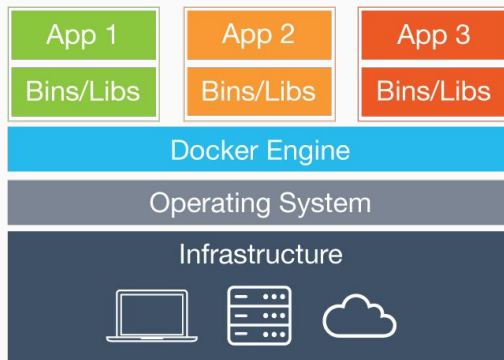 App 1 App 2 App 3
Bins/Libs Bins/Libs Bins/Libs
Docker Engine
Operating System
Infrastructure